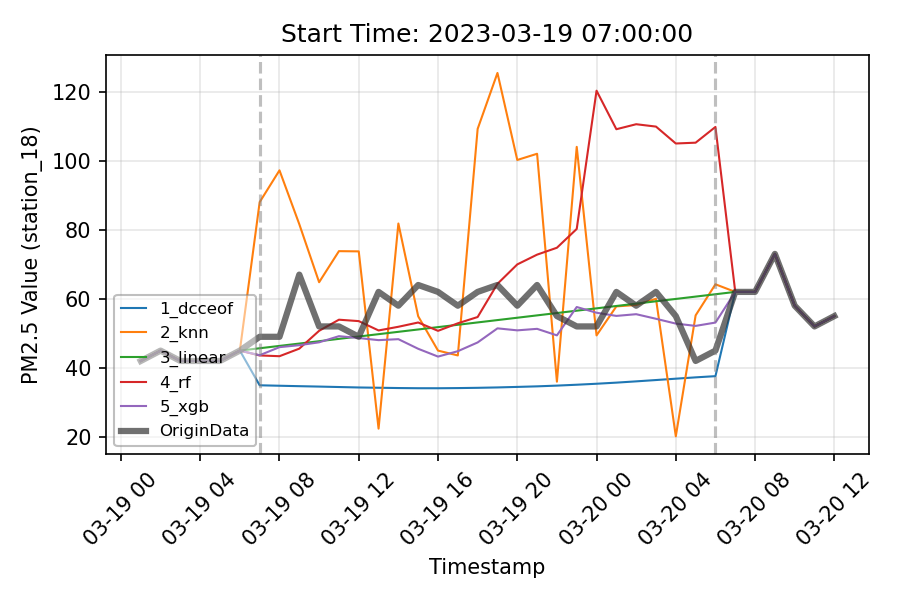 Start Time: 2023-03-19 07:00:00
PM2.5 Value (station_18)
120
100
80
60
40
20
1_dcceof
2_knn
3_linear
4_rf
5_xgb
OriginData
03-19 00
03-19 04
03-19 08
03-19 12
03-19 16
03-19 20
03-20 00
03-20 04
03-20 08
03-20 12
Timestamp